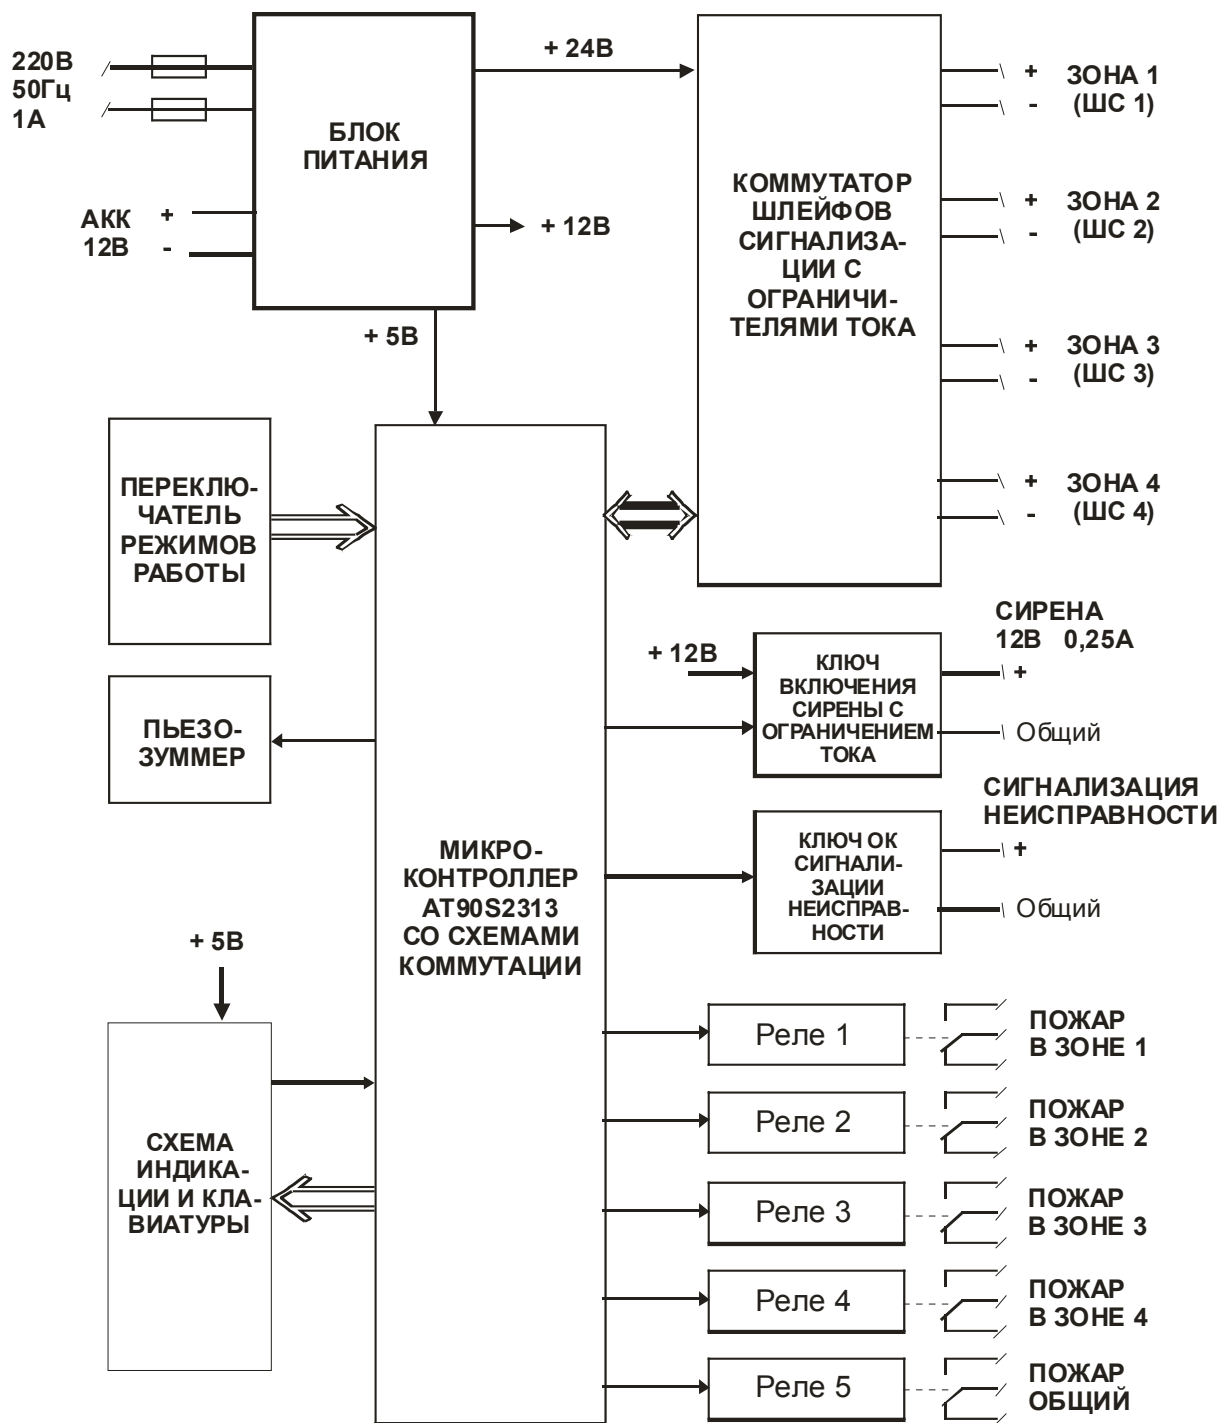 220В
50Гц
1А
БЛОК
ПИТАНИЯ
+ 24В
АКК +
12В -
+ 12В
+ 5В
КОММУТАТОР
ШЛЕЙФОВ
СИГНАЛИЗА-
ЦИИ С
ОГРАНИЧИ-
ТЕЛЯМИ ТОКА
+ ЗОНА 1
- (ШС 1)
+ ЗОНА 2
- (ШС 2)
+ ЗОНА 3
- (ШС 3)
+ ЗОНА 4
- (ШС 4)
ПЕРЕКЛЮ-
ЧАТЕЛЬ
РЕЖИМОВ
РАБОТЫ
ПЬЕЗО-
ЗУММЕР
МИКРО-
КОНТРОЛЛЕР
AT90S2313
СО СХЕМАМИ
КОММУТАЦИИ
+ 12В
КЛЮЧ
ВКЛЮЧЕНИЯ
СИРЕНЫ С
ОГРАНИЧЕНИЕМ
ТОКА
СИРЕНА
12В 0,25А
+
Общий
КЛЮЧ ОК
СИГНАЛИ-
ЗАЦИИ
НЕИСПРАВ-
НОСТИ
СИГНАЛИЗАЦИЯ
НЕИСПРАВНОСТИ
+
Общий
+ 5В
СХЕМА
ИНДИКА-
ЦИИ И КЛА-
ВИАТУРЫ
Реле 1
ПОЖАР
В ЗОНЕ 1
Реле 2
ПОЖАР
В ЗОНЕ 2
Реле 3
ПОЖАР
В ЗОНЕ 3
Реле 4
ПОЖАР
В ЗОНЕ 4
Реле 5
ПОЖАР
ОБЩИЙ